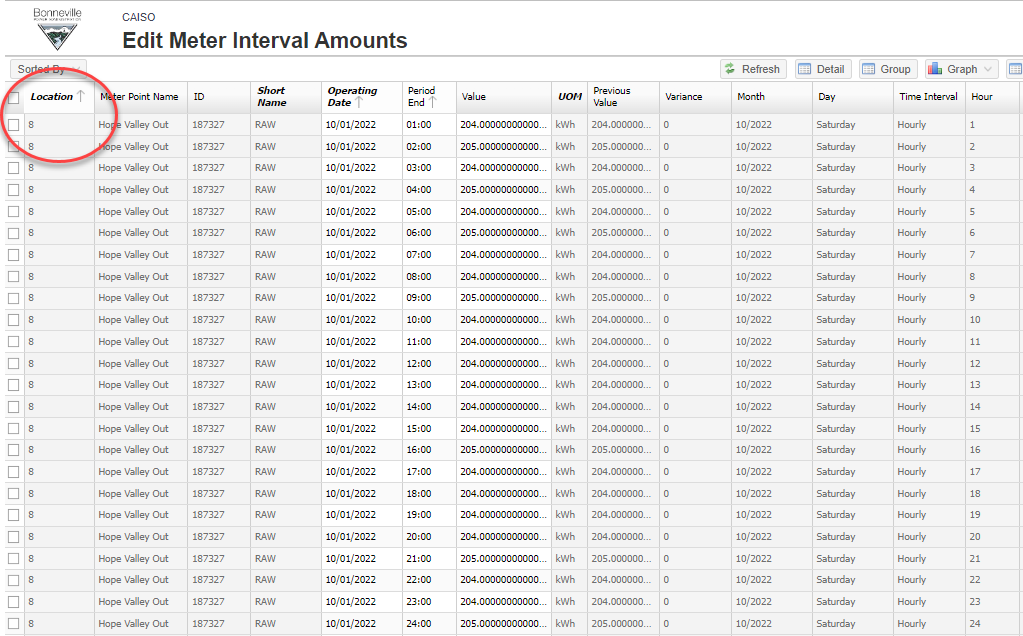 Bonneville
POWER ADMINISTRATION
CAISO
Edit Meter Interval Amounts
Sorted By Refresh Detail Group Graph
Location Meter Point Name ID Short Name Operating Date Period End Value UOM Previous Value Variance Month Day Time Interval Hour
8 Hope Valley Out 187327 RAW 10/01/2022 01:00 204.00000000000... kWh 204.000000... 0 10/2022 Saturday Hourly 1
8 Hope Valley Out 187327 RAW 10/01/2022 02:00 205.00000000000... kWh 205.000000... 0 10/2022 Saturday Hourly 2
8 Hope Valley Out 187327 RAW 10/01/2022 03:00 204.00000000000... kWh 204.000000... 0 10/2022 Saturday Hourly 3
8 Hope Valley Out 187327 RAW 10/01/2022 04:00 205.00000000000... kWh 205.000000... 0 10/2022 Saturday Hourly 4
8 Hope Valley Out 187327 RAW 10/01/2022 05:00 204.00000000000... kWh 204.000000... 0 10/2022 Saturday Hourly 5
8 Hope Valley Out 187327 RAW 10/01/2022 06:00 205.00000000000... kWh 205.000000... 0 10/2022 Saturday Hourly 6
8 Hope Valley Out 187327 RAW 10/01/2022 07:00 204.00000000000... kWh 204.000000... 0 10/2022 Saturday Hourly 7
8 Hope Valley Out 187327 RAW 10/01/2022 08:00 204.00000000000... kWh 204.000000... 0 10/2022 Saturday Hourly 8
8 Hope Valley Out 187327 RAW 10/01/2022 09:00 205.00000000000... kWh 205.000000... 0 10/2022 Saturday Hourly 9
8 Hope Valley Out 187327 RAW 10/01/2022 10:00 204.00000000000... kWh 204.000000... 0 10/2022 Saturday Hourly 10
8 Hope Valley Out 187327 RAW 10/01/2022 11:00 204.00000000000... kWh 204.000000... 0 10/2022 Saturday Hourly 11
8 Hope Valley Out 187327 RAW 10/01/2022 12:00 204.00000000000... kWh 204.000000... 0 10/2022 Saturday Hourly 12
8 Hope Valley Out 187327 RAW 10/01/2022 13:00 204.00000000000... kWh 204.000000... 0 10/2022 Saturday Hourly 13
8 Hope Valley Out 187327 RAW 10/01/2022 14:00 204.00000000000... kWh 204.000000... 0 10/2022 Saturday Hourly 14
8 Hope Valley Out 187327 RAW 10/01/2022 15:00 204.00000000000... kWh 204.000000... 0 10/2022 Saturday Hourly 15
8 Hope Valley Out 187327 RAW 10/01/2022 16:00 205.00000000000... kWh 205.000000... 0 10/2022 Saturday Hourly 16
8 Hope Valley Out 187327 RAW 10/01/2022 17:00 204.00000000000... kWh 204.000000... 0 10/2022 Saturday Hourly 17
8 Hope Valley Out 187327 RAW 10/01/2022 18:00 204.00000000000... kWh 204.000000... 0 10/2022 Saturday Hourly 18
8 Hope Valley Out 187327 RAW 10/01/2022 19:00 204.00000000000... kWh 204.000000... 0 10/2022 Saturday Hourly 19
8 Hope Valley Out 187327 RAW 10/01/2022 20:00 204.00000000000... kWh 204.000000... 0 10/2022 Saturday Hourly 20
8 Hope Valley Out 187327 RAW 10/01/2022 21:00 205.00000000000... kWh 205.000000... 0 10/2022 Saturday Hourly 21
8 Hope Valley Out 187327 RAW 10/01/2022 22:00 204.00000000000... kWh 204.000000... 0 10/2022 Saturday Hourly 22
8 Hope Valley Out 187327 RAW 10/01/2022 23:00 204.00000000000... kWh 204.000000... 0 10/2022 Saturday Hourly 23
8 Hope Valley Out 187327 RAW 10/01/2022 24:00 205.00000000000... kWh 205.000000... 0 10/2022 Saturday Hourly 24